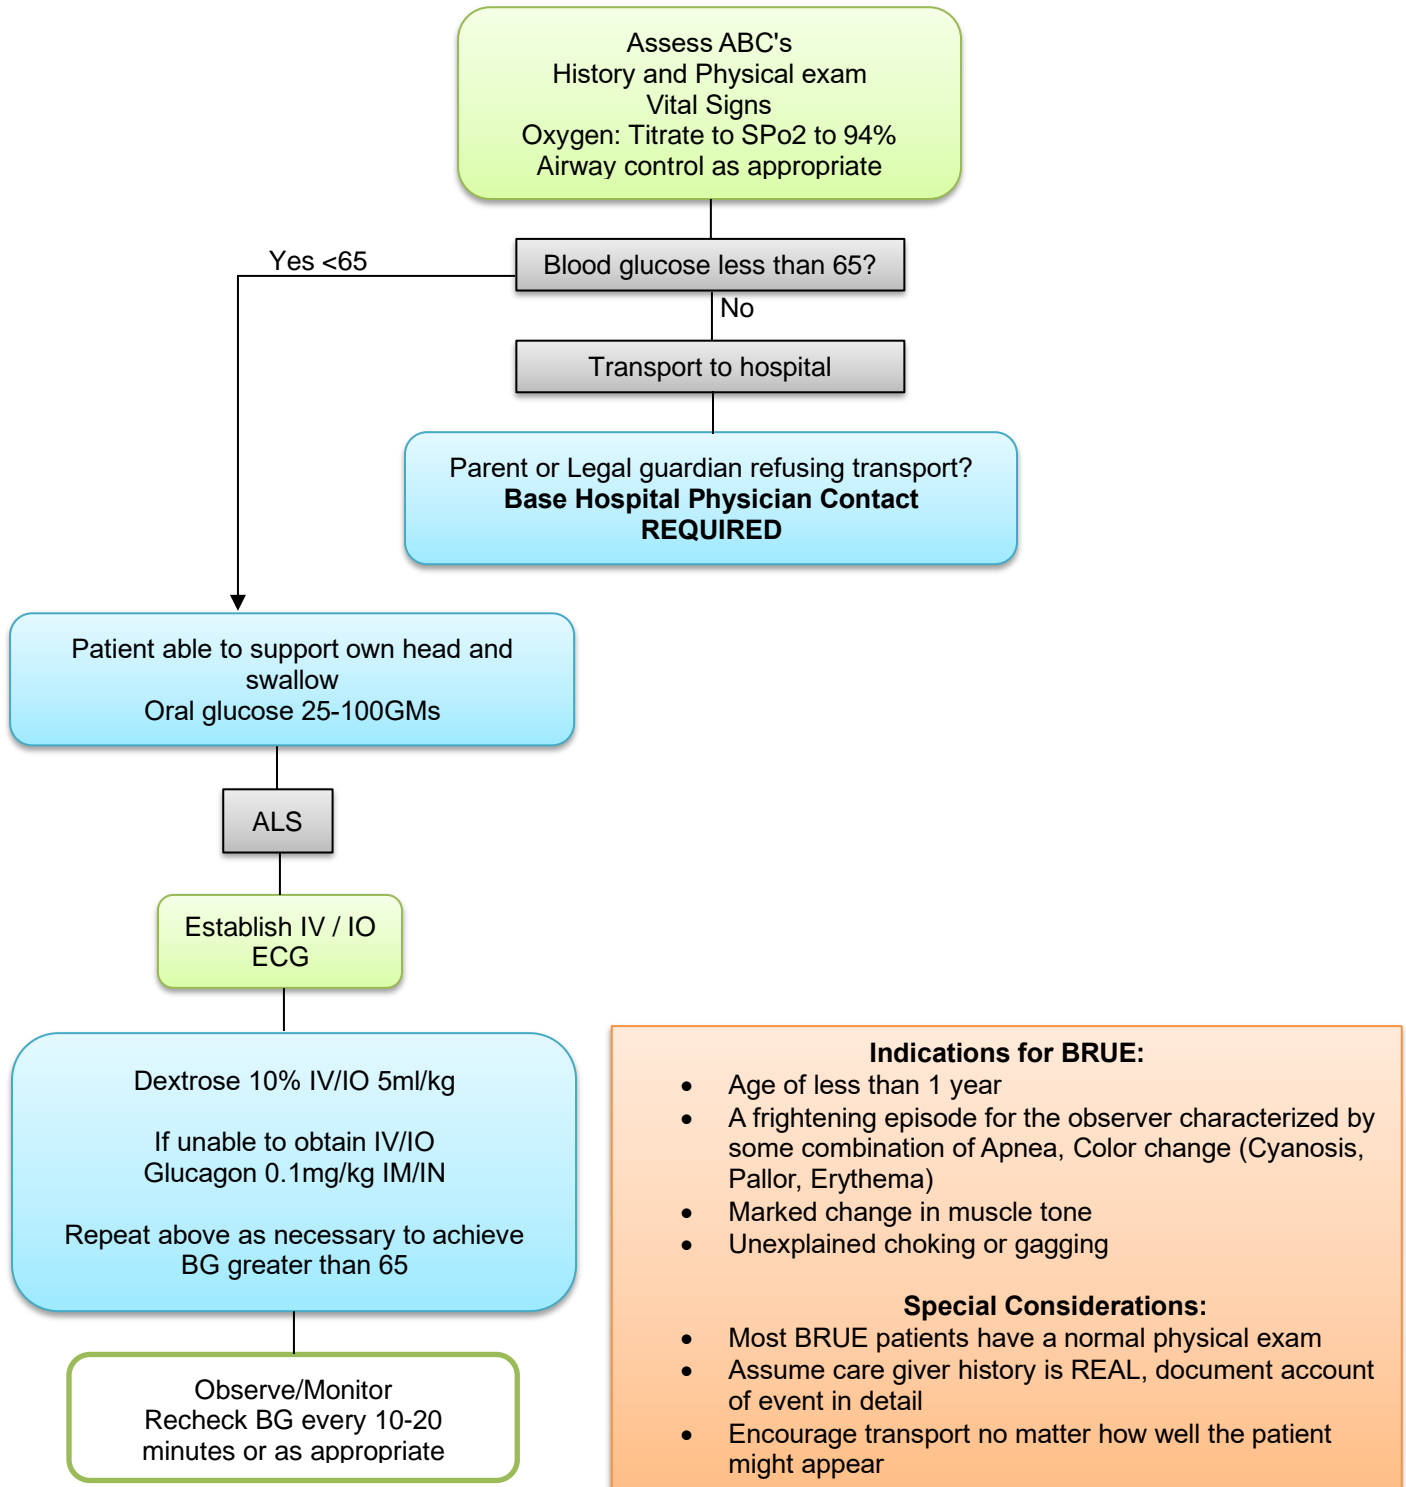 Assess ABC's
History and Physical exam
Vital Signs
Oxygen: Titrate to SPo2 to 94%
Airway control as appropriate
Yes <65
Blood glucose less than 65?
No
Transport to hospital
Parent or Legal guardian refusing transport?
Base Hospital Physician Contact
REQUIRED
Patient able to support own head and
swallow
Oral glucose 25-100GMs
ALS
Establish IV / IO
ECG
Dextrose 10% IV/IO 5ml/kg
If unable to obtain IV/IO
Glucagon 0.1mg/kg IM/IN
Repeat above as necessary to achieve
BG greater than 65
Observe/Monitor
Recheck BG every 10-20
minutes or as appropriate
Indications for BRUE:
• Age of less than 1 year
• A frightening episode for the observer characterized by
some combination of Apnea, Color change (Cyanosis,
Pallor, Erythema)
• Marked change in muscle tone
• Unexplained choking or gagging
Special Considerations:
• Most BRUE patients have a normal physical exam
• Assume care giver history is REAL, document account
of event in detail
• Encourage transport no matter how well the patient
might appear